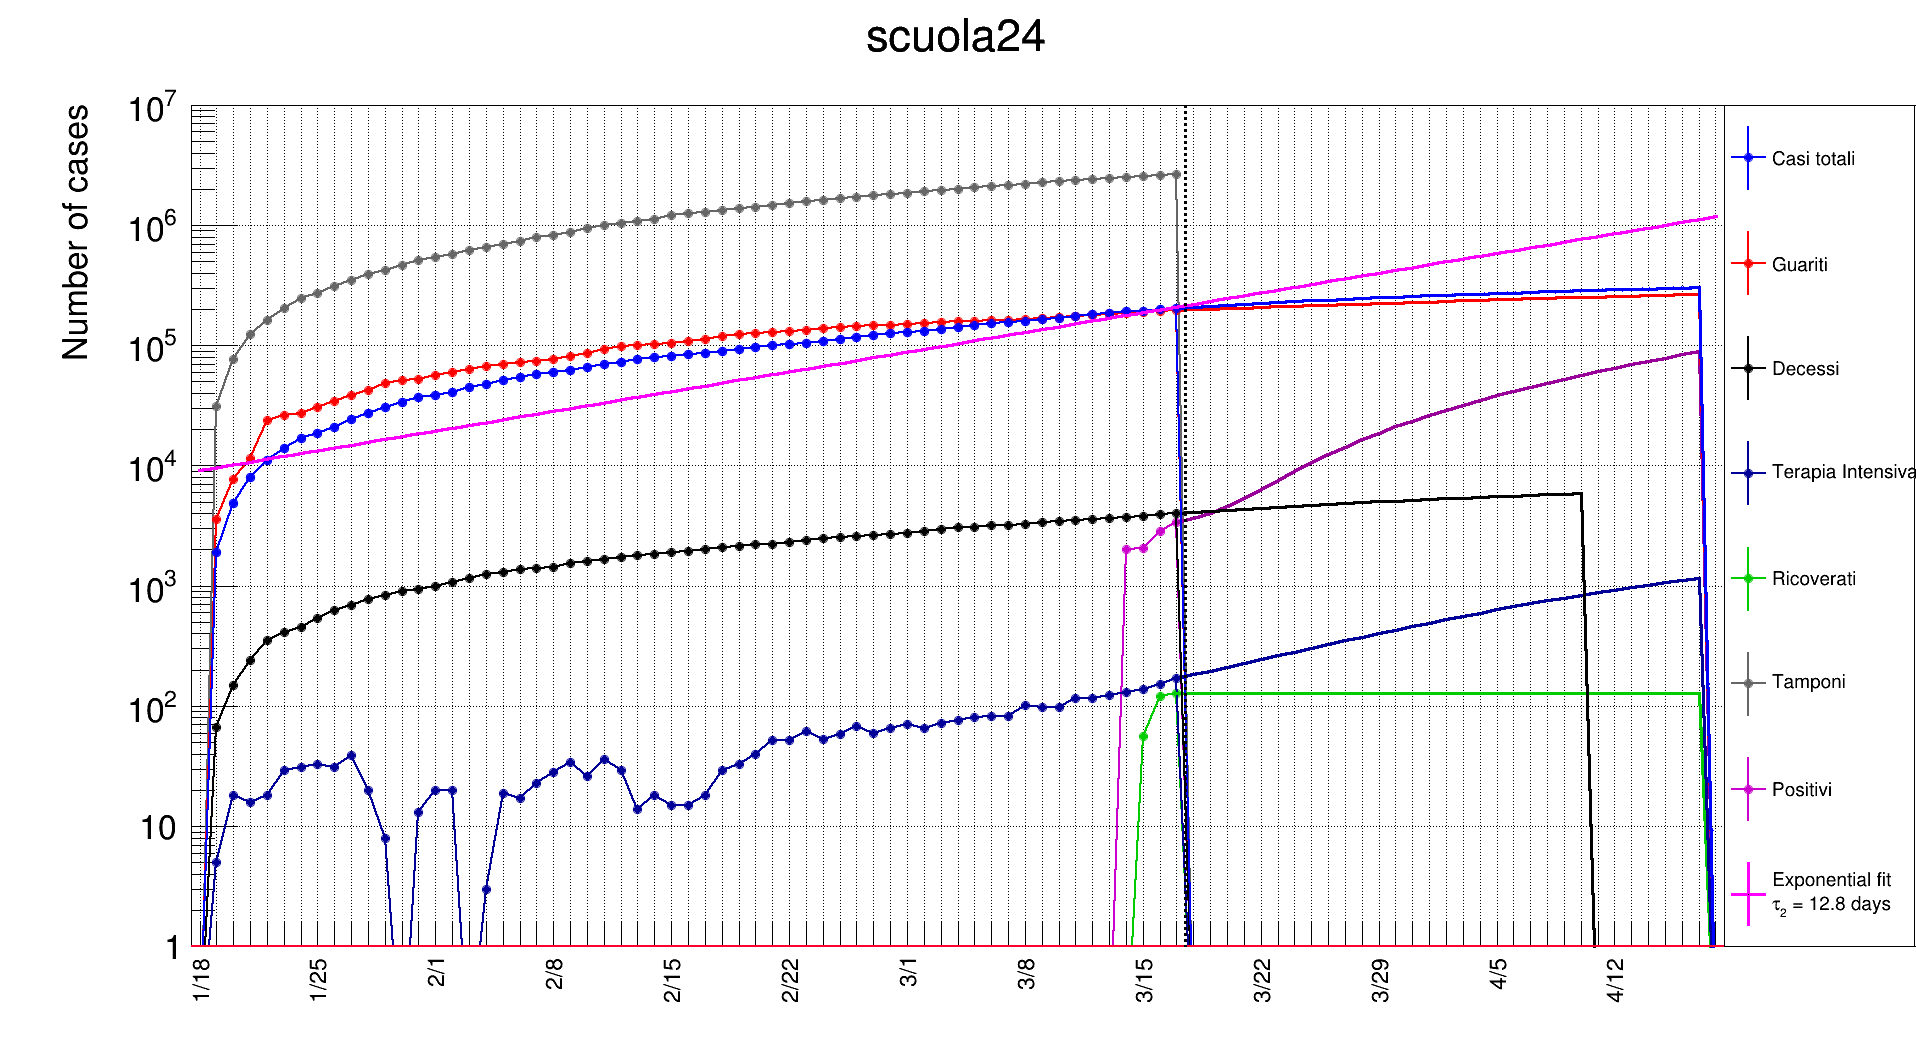 scuola24
Number of cases
10^7
10^6
10^5
10^4
10^3
10^2
10
1
1/18
1/25
2/1
2/8
2/15
2/22
3/1
3/8
3/15
3/22
3/29
4/5
4/12
Casi totali
Guariti
Decessi
Terapia Intensiva
Ricoverati
Tamponi
Positivi
Exponential fit
τ_2 = 12.8 days